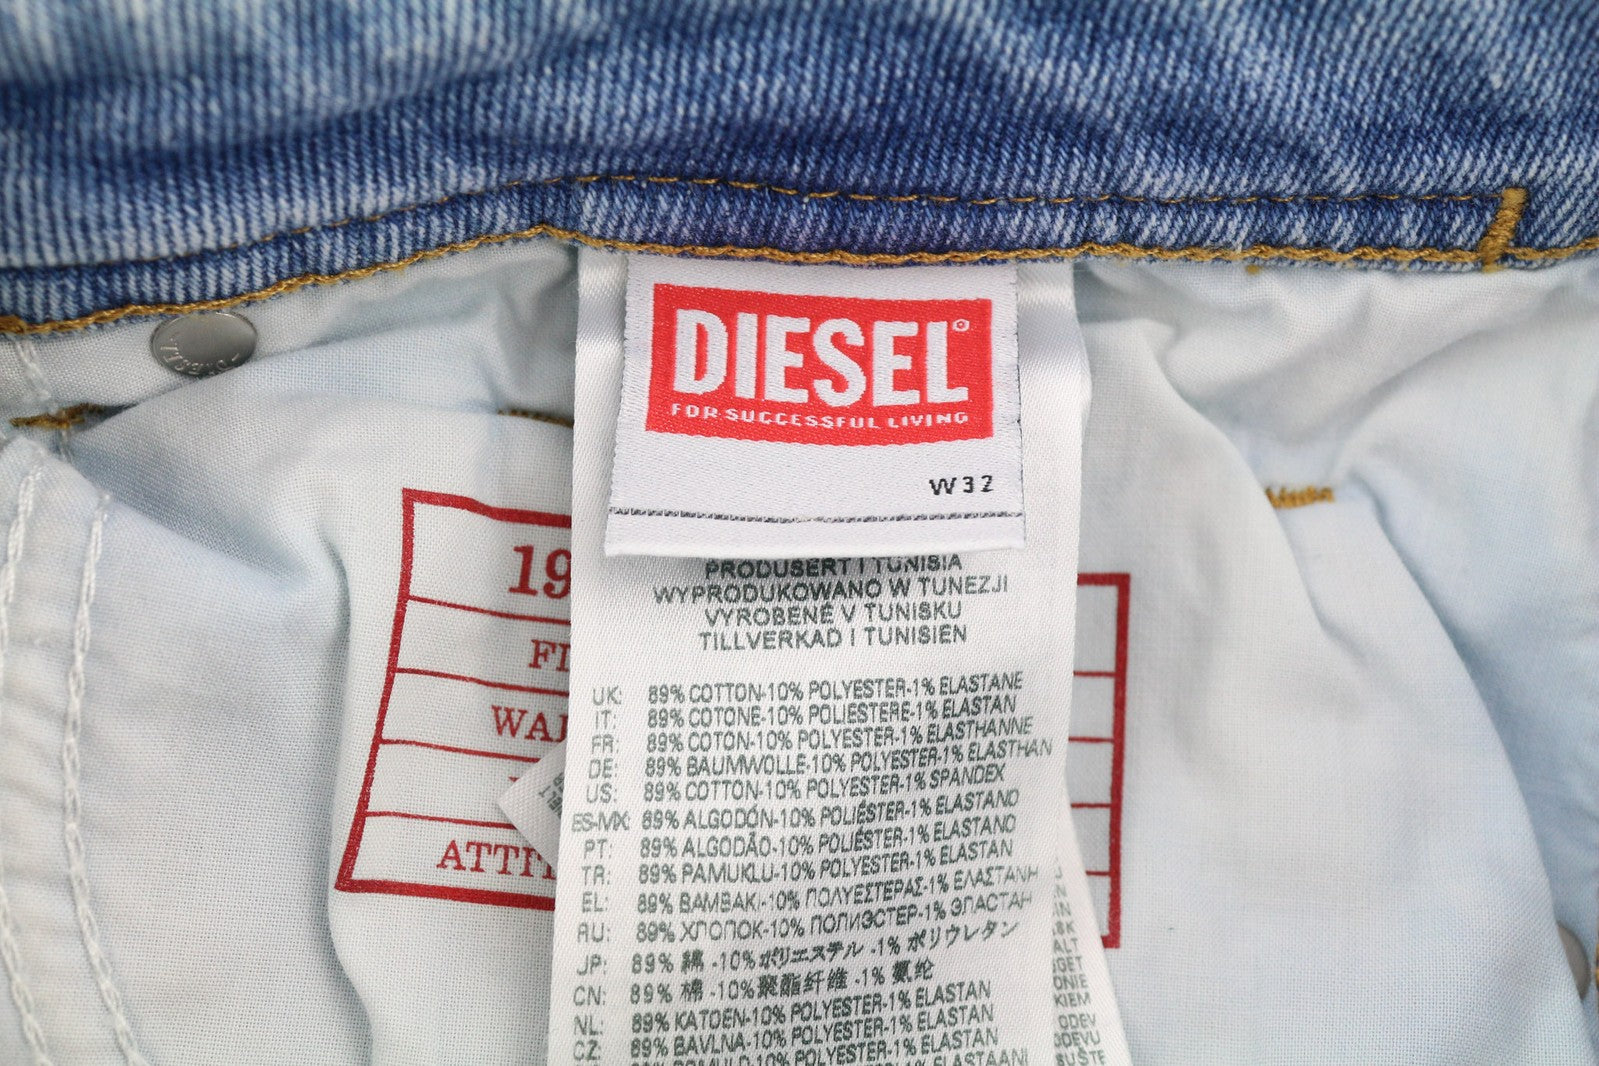 DIESEL
FOR SUCCESSFUL LIVING
W32
PRODUSERT I TUNISIA
WYPRODUKOWANO W TUNEZJI
VYROBENÉ V TUNISKU
TILLVERKAD I TUNISIEN
UK: 89% COTTON-10% POLYESTER-1% ELASTANE
IT: 89% COTONE-10% POLIESTERE-1% ELASTAN
FR: 89% COTON-10% POLYESTER-1% ELASTHANNE
DE: 89% BAUMWOLLE-10% POLYESTER-1% ELASTHAN
US: 89% COTTON-10% POLYESTER-1% SPANDEX
ES-MX: 89% ALGODÓN-10% POLIÉSTER-1% ELASTANO
PT: 89% ALGODÃO-10% POLIÉSTER-1% ELASTANO
TR: 89% PAMUKLU-10% POLYESTER-1% ELASTAN
EL: 89% ΒΑΜΒΑΚΙ-10% ΠΟΛΥΕΣΤΕΡΑΣ-1% ΕΛΑΣΤΑΝΗ
RU: 89% ХЛОПОК-10% ПОЛИЭСТЕР-1% ЭЛАСТАН
JP: 89% 綿 -10% ポリエステル -1% ポリウレタン
CN: 89% 棉 -10% 聚酯纤维 -1% 氨纶
NL: 89% KATOEN-10% POLYESTER-1% ELASTAN
CZ: 89% BAVLNA-10% POLYESTER-1% ELASTAN
19
FI
WA
ATTI